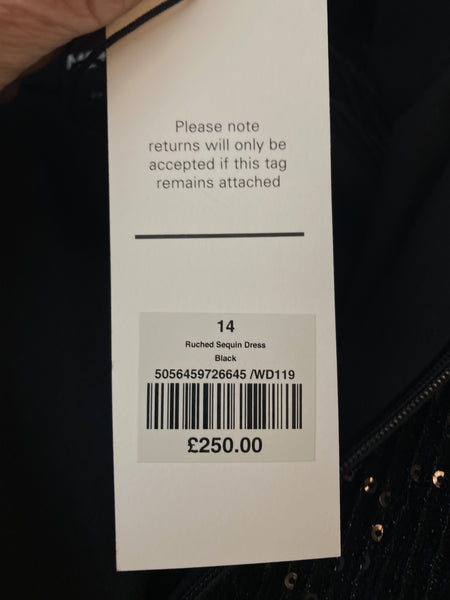 Please note
returns will only be
accepted if this tag
remains attached
14
Ruched Sequin Dress
Black
5056459726645 /WD119
£250.00